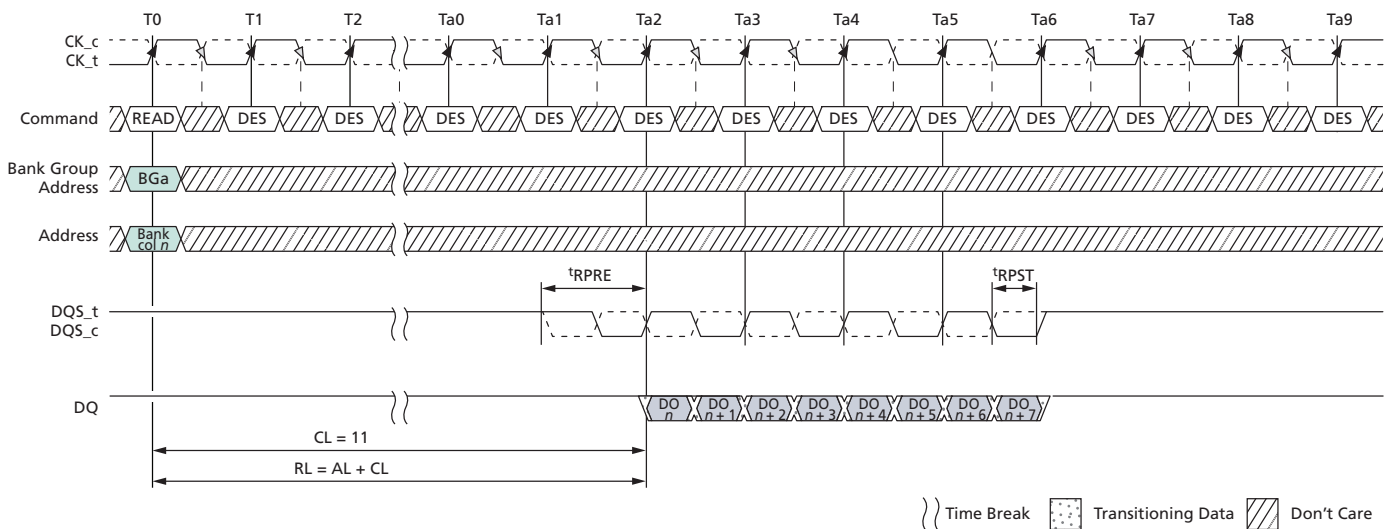 T0 T1 T2 Ta0 Ta1 Ta2 Ta3 Ta4 Ta5 Ta6 Ta7 Ta8 Ta9
CK_c
CK_t
Command READ DES DES DES DES DES DES DES DES DES DES DES DES
Bank Group
Address BGa
Address Bank
col n
tRPRE tRPST
DQS_t
DQS_c
DQ DO n DO n + 1 DO n + 2 DO n + 3 DO n + 4 DO n + 5 DO n + 6 DO n + 7
CL = 11
RL = AL + CL
Time Break Transitioning Data Don't Care